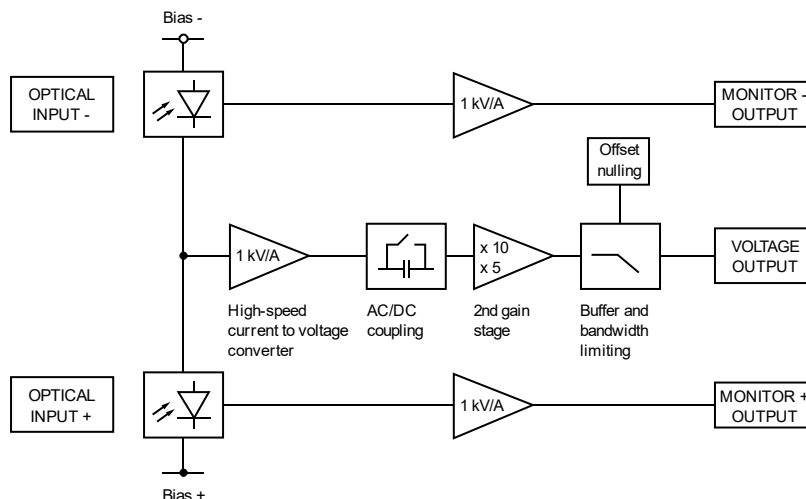 Bias -
OPTICAL
INPUT -
1 kV/A
MONITOR -
OUTPUT
Offset
nulling
1 kV/A
x 10
x 5
VOLTAGE
OUTPUT
High-speed
current to voltage
converter
AC/DC
coupling
2nd gain
stage
Buffer and
bandwidth
limiting
OPTICAL
INPUT +
1 kV/A
MONITOR +
OUTPUT
Bias +